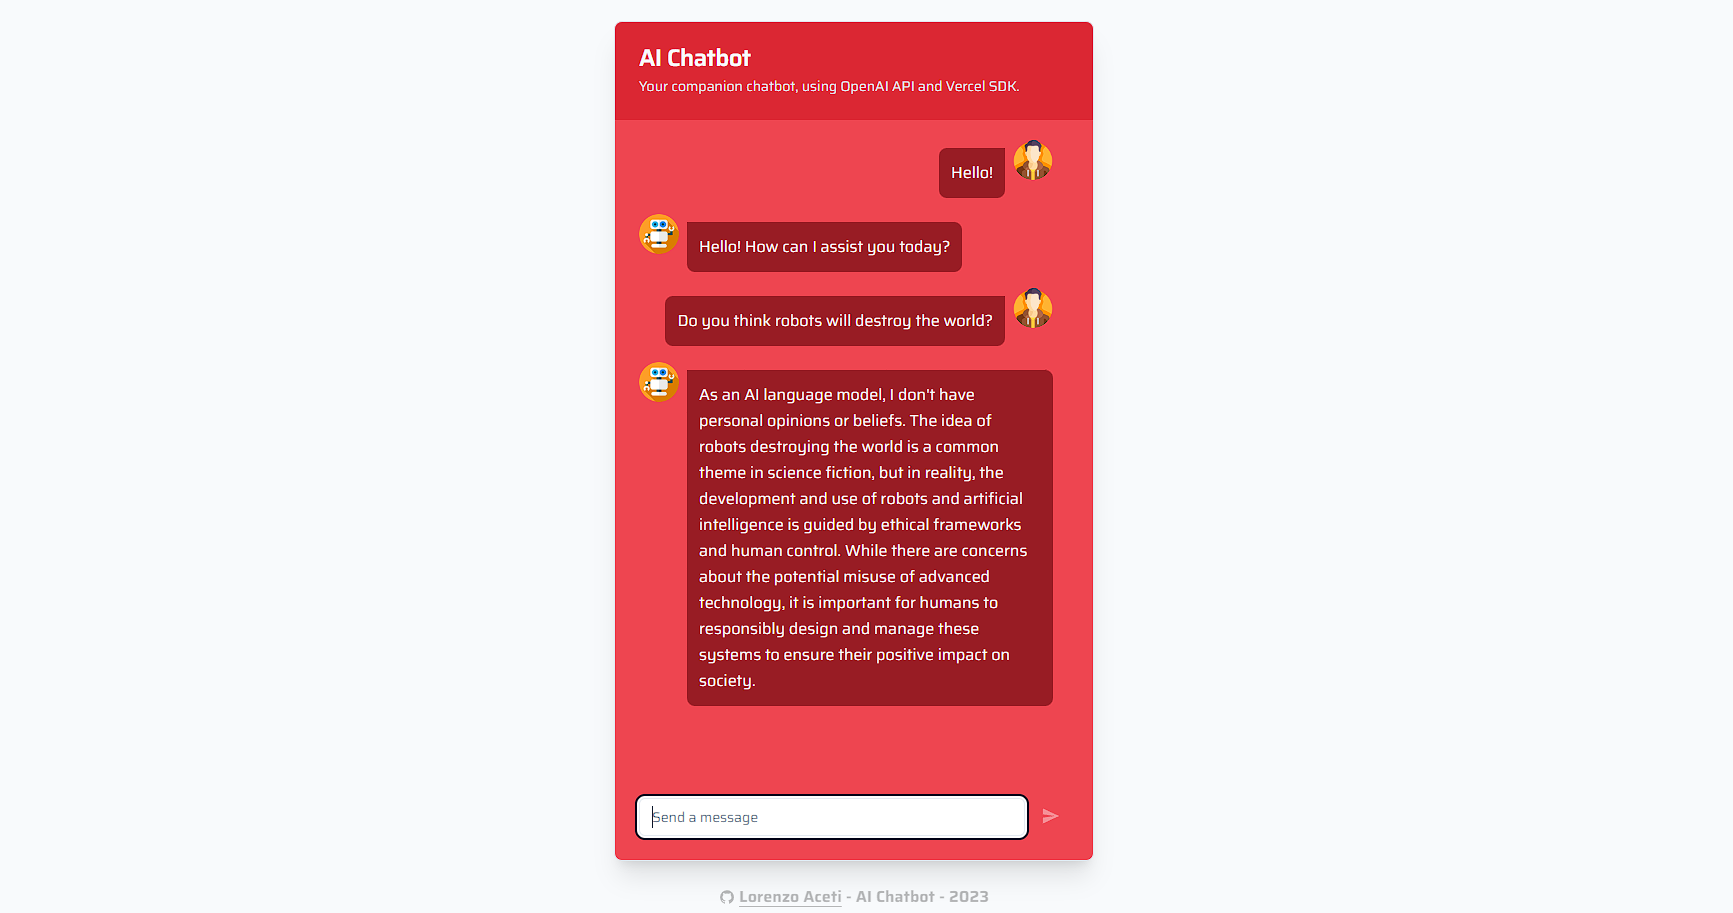 AI Chatbot
Your companion chatbot, using OpenAI API and Vercel SDK.
Hello!
Hello! How can I assist you today?
Do you think robots will destroy the world?
As an AI language model, I don't have
personal opinions or beliefs. The idea of
robots destroying the world is a common
theme in science fiction, but in reality, the
development and use of robots and artificial
intelligence is guided by ethical frameworks
and human control. While there are concerns
about the potential misuse of advanced
technology, it is important for humans to
responsibly design and manage these
systems to ensure their positive impact on
society.
Send a message
Lorenzo Aceti - AI Chatbot - 2023